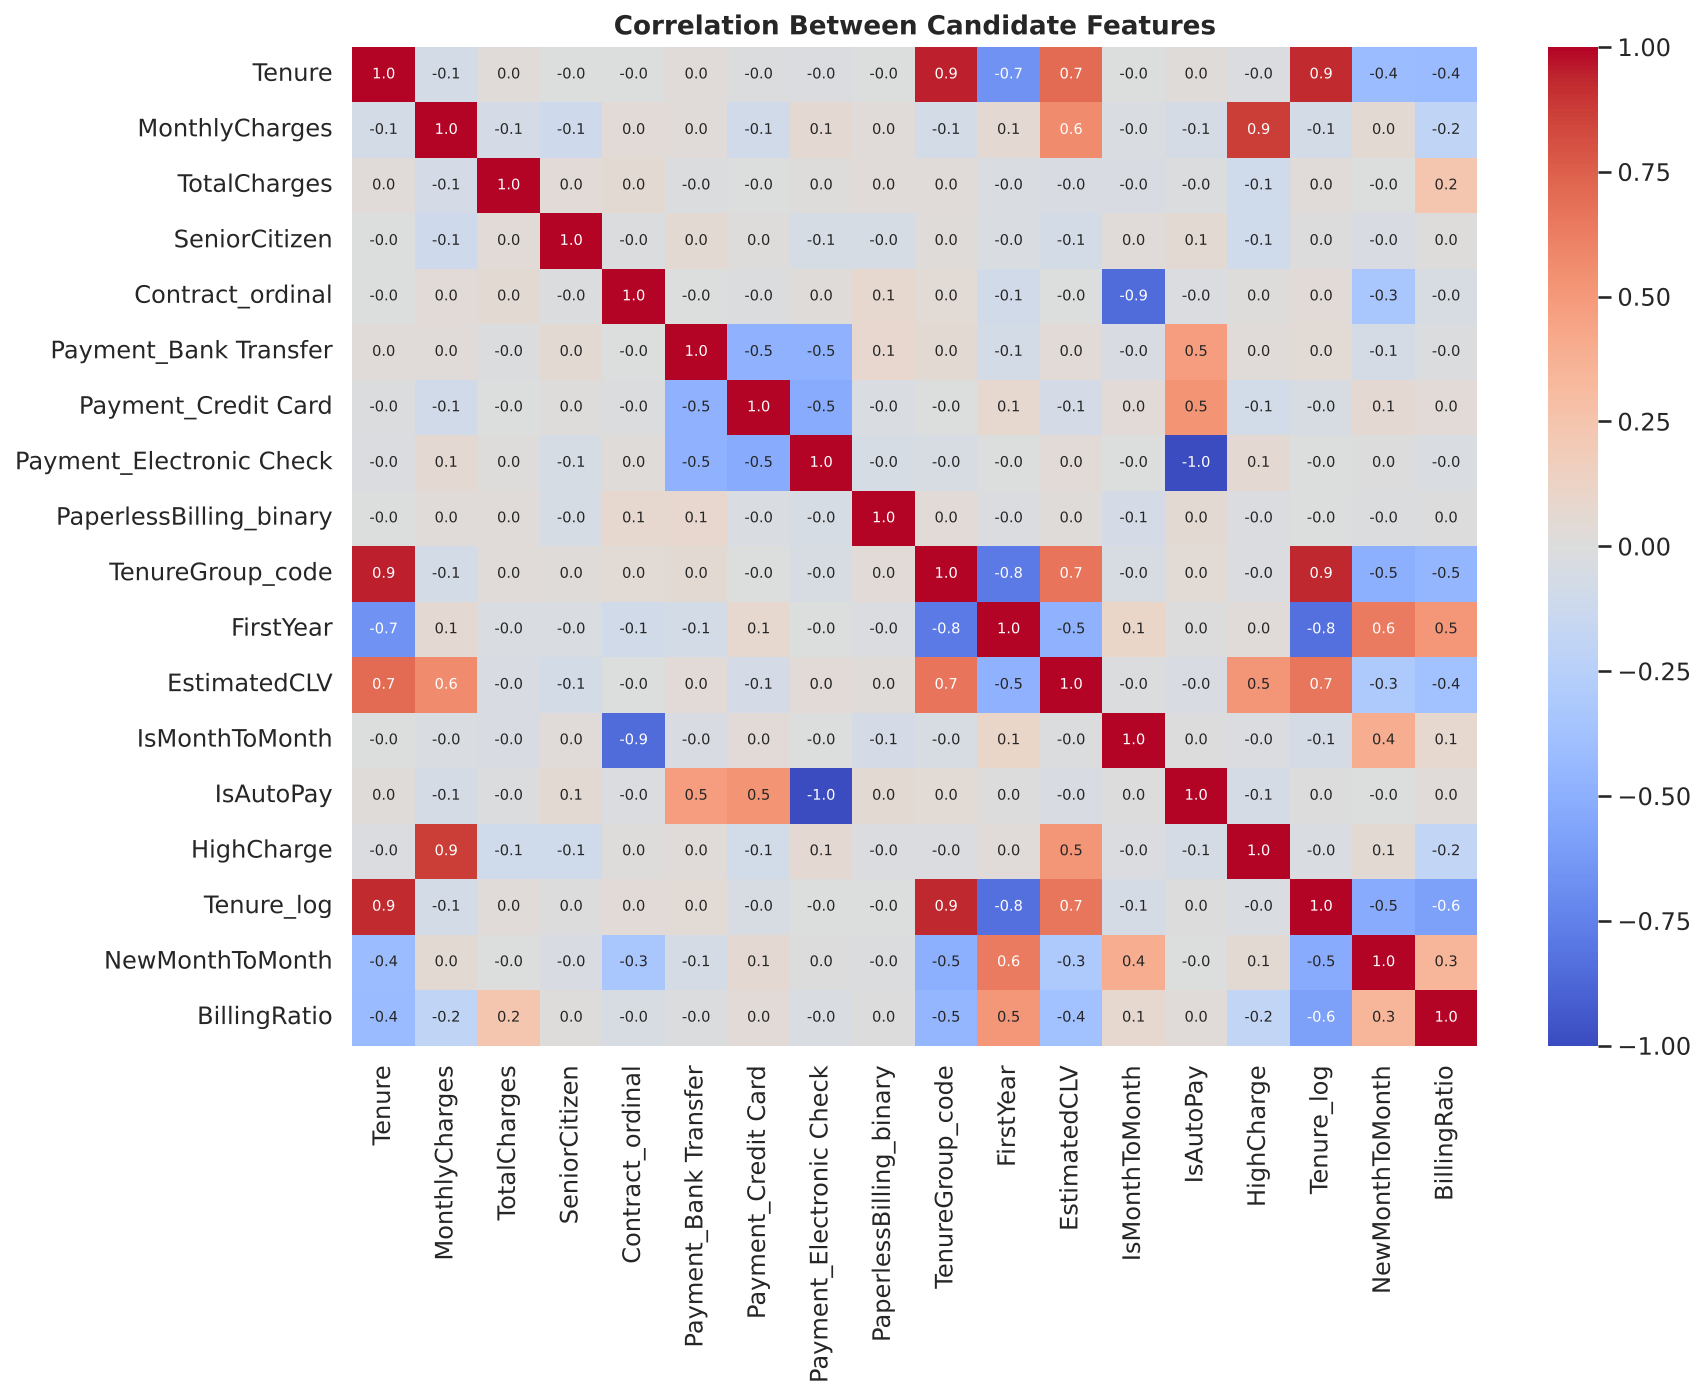 Correlation Between Candidate Features
Tenure 1.0 -0.1 0.0 -0.0 -0.0 0.0 -0.0 -0.0 -0.0 0.9 -0.7 0.7 -0.0 0.0 -0.0 0.9 -0.4 -0.4
MonthlyCharges -0.1 1.0 -0.1 -0.1 0.0 0.0 -0.1 0.1 0.0 -0.1 0.1 0.6 -0.0 -0.1 0.9 -0.1 0.0 -0.2
TotalCharges 0.0 -0.1 1.0 0.0 0.0 -0.0 -0.0 0.0 0.0 0.0 -0.0 -0.0 -0.0 -0.0 -0.1 0.0 -0.0 0.2
SeniorCitizen -0.0 -0.1 0.0 1.0 -0.0 0.0 0.0 -0.1 -0.0 0.0 -0.0 -0.1 0.0 0.1 -0.1 0.0 -0.0 0.0
Contract_ordinal -0.0 0.0 0.0 -0.0 1.0 -0.0 -0.0 0.0 0.1 0.0 -0.1 -0.0 -0.9 -0.0 0.0 0.0 -0.3 -0.0
Payment_Bank Transfer 0.0 0.0 -0.0 0.0 -0.0 1.0 -0.5 -0.5 0.1 0.0 -0.1 0.0 -0.0 0.5 0.0 0.0 -0.1 -0.0
Payment_Credit Card -0.0 -0.1 -0.0 0.0 -0.0 -0.5 1.0 -0.5 -0.0 -0.0 0.1 -0.1 0.0 0.5 -0.1 -0.0 0.1 0.0
Payment_Electronic Check -0.0 0.1 0.0 -0.1 0.0 -0.5 -0.5 1.0 -0.0 -0.0 -0.0 0.0 -0.0 -1.0 0.1 -0.0 0.0 -0.0
PaperlessBilling_binary -0.0 0.0 0.0 -0.0 0.1 0.1 -0.0 -0.0 1.0 0.0 -0.0 0.0 -0.1 0.0 -0.0 -0.0 -0.0 0.0
TenureGroup_code 0.9 -0.1 0.0 0.0 0.0 0.0 -0.0 -0.0 0.0 1.0 -0.8 0.7 -0.0 0.0 -0.0 0.9 -0.5 -0.5
FirstYear -0.7 0.1 -0.0 -0.0 -0.1 -0.1 0.1 -0.0 -0.0 -0.8 1.0 -0.5 0.1 0.0 0.0 -0.8 0.6 0.5
EstimatedCLV 0.7 0.6 -0.0 -0.1 -0.0 0.0 -0.1 0.0 0.0 0.7 -0.5 1.0 -0.0 -0.0 0.5 0.7 -0.3 -0.4
IsMonthToMonth -0.0 -0.0 -0.0 0.0 -0.9 -0.0 0.0 -0.0 -0.1 -0.0 0.1 -0.0 1.0 0.0 -0.0 -0.1 0.4 0.1
IsAutoPay 0.0 -0.1 -0.0 0.1 -0.0 0.5 0.5 -1.0 0.0 0.0 0.0 -0.0 0.0 1.0 -0.1 0.0 -0.0 0.0
HighCharge -0.0 0.9 -0.1 -0.1 0.0 0.0 -0.1 0.1 -0.0 -0.0 0.0 0.5 -0.0 -0.1 1.0 -0.0 0.1 -0.2
Tenure_log 0.9 -0.1 0.0 0.0 0.0 0.0 -0.0 -0.0 -0.0 0.9 -0.8 0.7 -0.1 0.0 -0.0 1.0 -0.5 -0.6
NewMonthToMonth -0.4 0.0 -0.0 -0.0 -0.3 -0.1 0.1 0.0 -0.0 -0.5 0.6 -0.3 0.4 -0.0 0.1 -0.5 1.0 0.3
BillingRatio -0.4 -0.2 0.2 0.0 -0.0 -0.0 0.0 -0.0 0.0 -0.5 0.5 -0.4 0.1 0.0 -0.2 -0.6 0.3 1.0
Tenure
MonthlyCharges
TotalCharges
SeniorCitizen
Contract_ordinal
Payment_Bank Transfer
Payment_Credit Card
Payment_Electronic Check
PaperlessBilling_binary
TenureGroup_code
FirstYear
EstimatedCLV
IsMonthToMonth
IsAutoPay
HighCharge
Tenure_log
NewMonthToMonth
BillingRatio
1.00
0.75
0.50
0.25
0.00
−0.25
−0.50
−0.75
−1.00